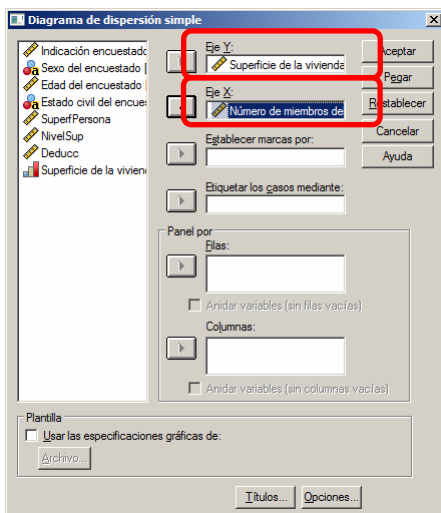 Diagrama de dispersión simple
Indicación encuestado
Sexo del encuestado [
Edad del encuestado
Estado civil del encues
SuperfPersona
NivelSup
Deducc
Superficie de la vivien
Eje Y:
Superficie de la vivienda
Eje X:
Número de miembros de
Establecer marcas por:
Etiquetar los casos mediante:
Panel por
Filas:
Anidar variables (sin filas vacías)
Columnas:
Anidar variables (sin columnas vacías)
Aceptar
Pegar
Restablecer
Cancelar
Ayuda
Plantilla
Usar las especificaciones gráficas de:
Archivo...
Títulos...
Opciones...